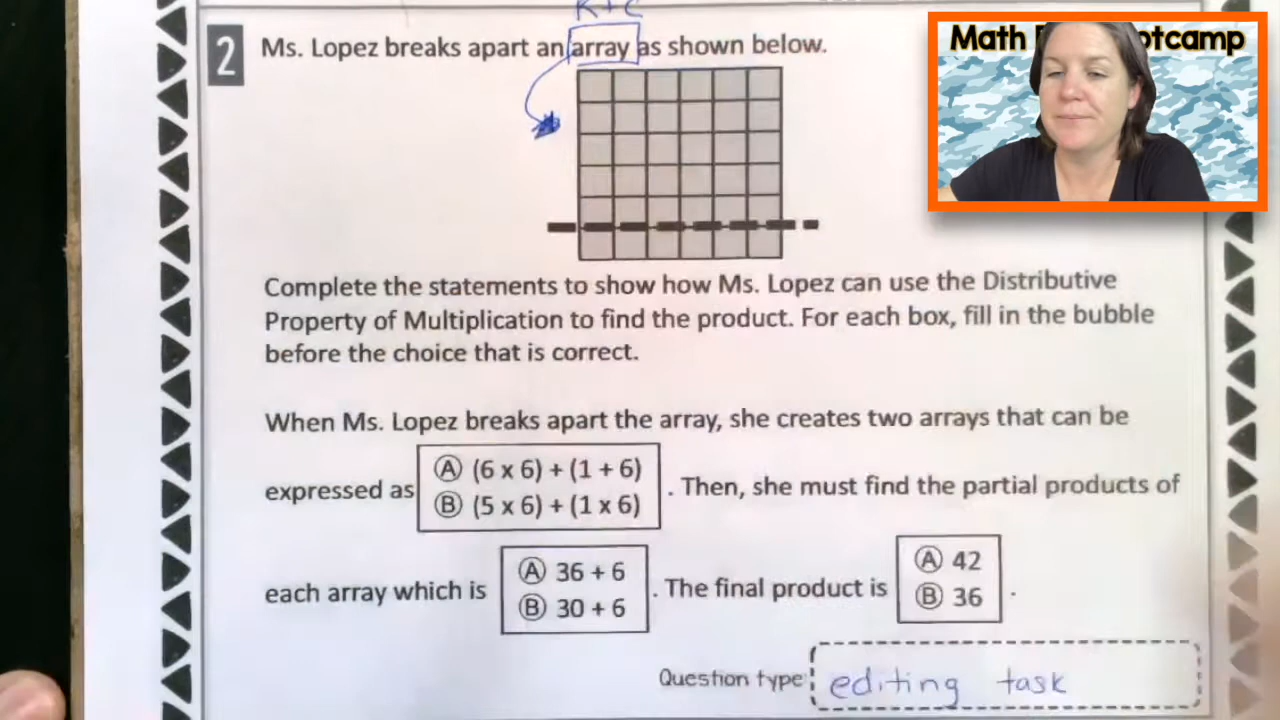 R+C
Math
otcamp
2
Ms. Lopez breaks apart an array as shown below.
Complete the statements to show how Ms. Lopez can use the Distributive
Property of Multiplication to find the product. For each box, fill in the bubble
before the choice that is correct.
When Ms. Lopez breaks apart the array, she creates two arrays that can be
expressed as Ⓐ (6 x 6) + (1 + 6)
Ⓑ (5 x 6) + (1 x 6) . Then, she must find the partial products of
each array which is Ⓐ 36 + 6
Ⓑ 30 + 6 . The final product is Ⓐ 42
Ⓑ 36 .
Question type: editing task